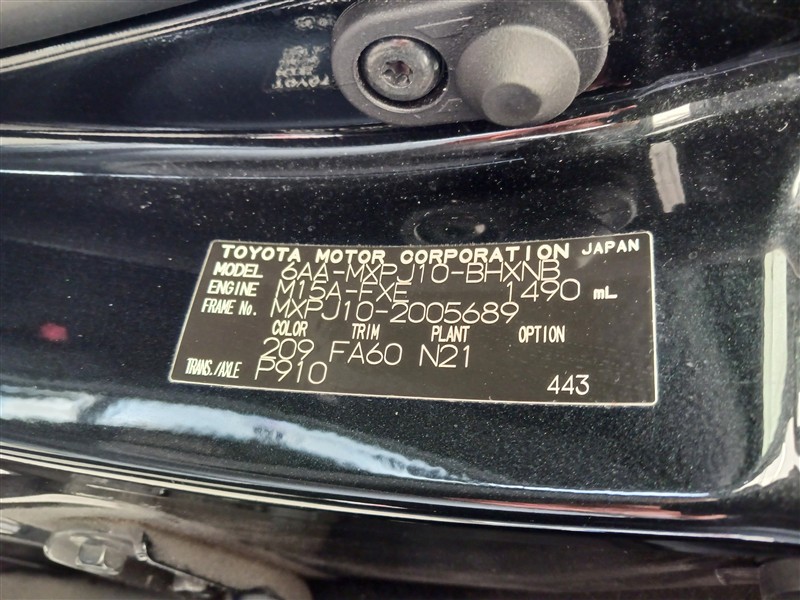 TOYOTA MOTOR CORPORATION JAPAN
MODEL 6AA-MXPJ10-BHXNB
ENGINE M15A-FXE 1490 mL
FRAME No. MXPJ10-2005689
COLOR TRIM PLANT OPTION
209 FA60 N21
TRANS./AXLE P910 443